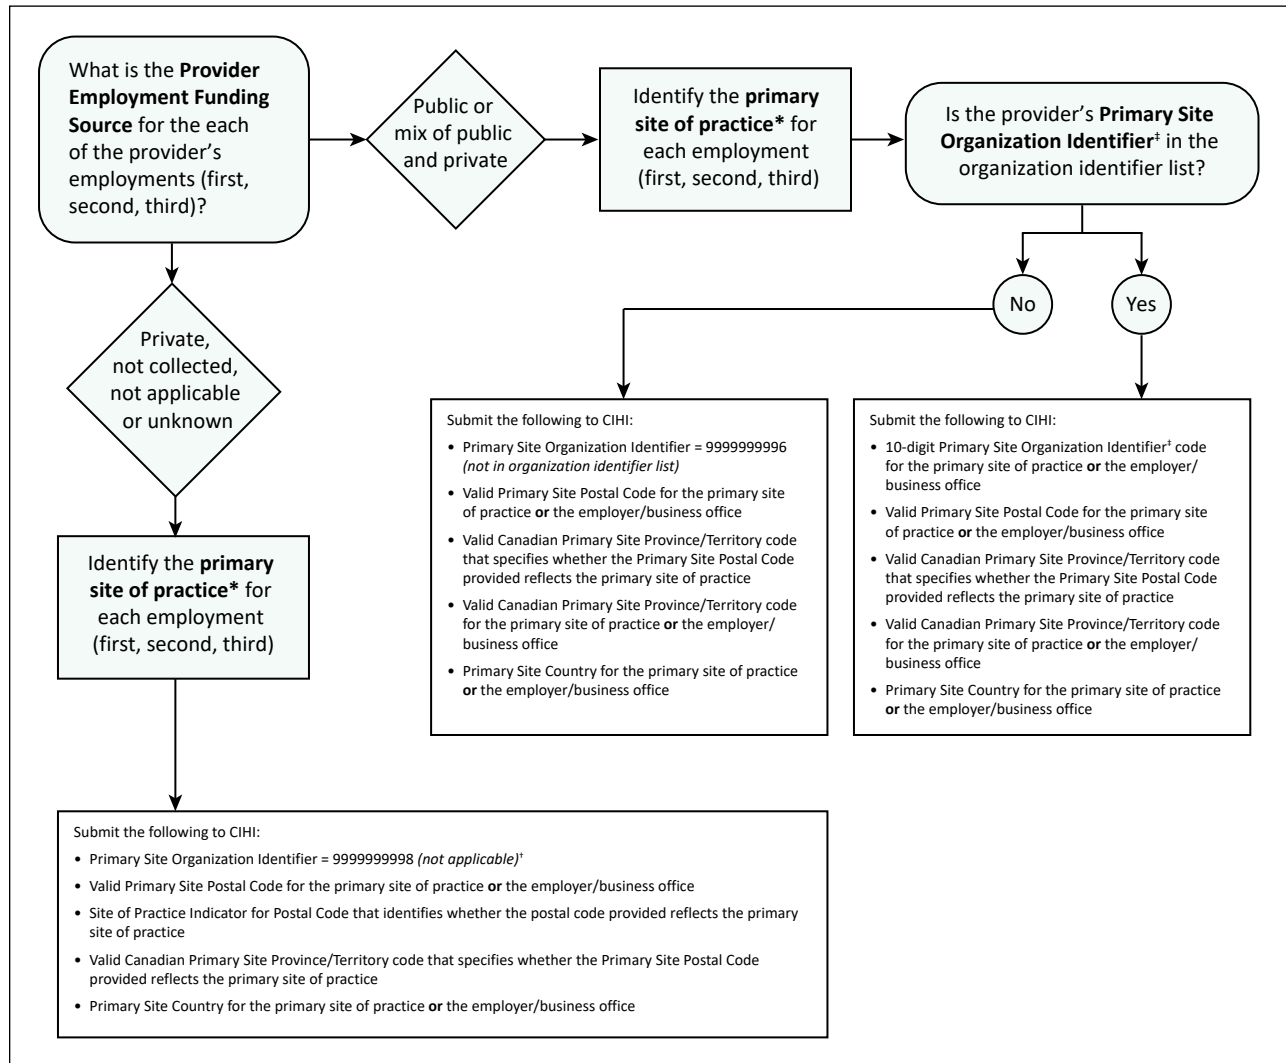 What is the Provider
Employment Funding
Source for the each
of the provider's
employments (first,
second, third)?
Public or
mix of public
and private
Identify the primary
site of practice* for
each employment
(first, second, third)
Is the provider's Primary Site
Organization Identifier‡ in the
organization identifier list?
No
Yes
Private,
not collected,
not applicable
or unknown
Identify the primary
site of practice* for
each employment
(first, second, third)
Submit the following to CIHI:
• Primary Site Organization Identifier = 9999999996
(not in organization identifier list)
• Valid Primary Site Postal Code for the primary site
of practice or the employer/business office
• Valid Canadian Primary Site Province/Territory code
that specifies whether the Primary Site Postal Code
provided reflects the primary site of practice
• Valid Canadian Primary Site Province/Territory code
for the primary site of practice or the employer/
business office
• Primary Site Country for the primary site of practice
or the employer/business office
Submit the following to CIHI:
• 10-digit Primary Site Organization Identifier‡ code
for the primary site of practice or the employer/
business office
• Valid Primary Site Postal Code for the primary site
of practice or the employer/business office
• Valid Canadian Primary Site Province/Territory code
that specifies whether the Primary Site Postal Code
provided reflects the primary site of practice
• Valid Canadian Primary Site Province/Territory code
for the primary site of practice or the employer/
business office
• Primary Site Country for the primary site of practice
or the employer/business office
Submit the following to CIHI:
• Primary Site Organization Identifier = 9999999998 (not applicable)†
• Valid Primary Site Postal Code for the primary site of practice or the employer/business office
• Site of Practice Indicator for Postal Code that identifies whether the postal code provided reflects the primary
site of practice
• Valid Canadian Primary Site Province/Territory code that specifies whether the Primary Site Postal Code
provided reflects the primary site of practice
• Primary Site Country for the primary site of practice or the employer/business office